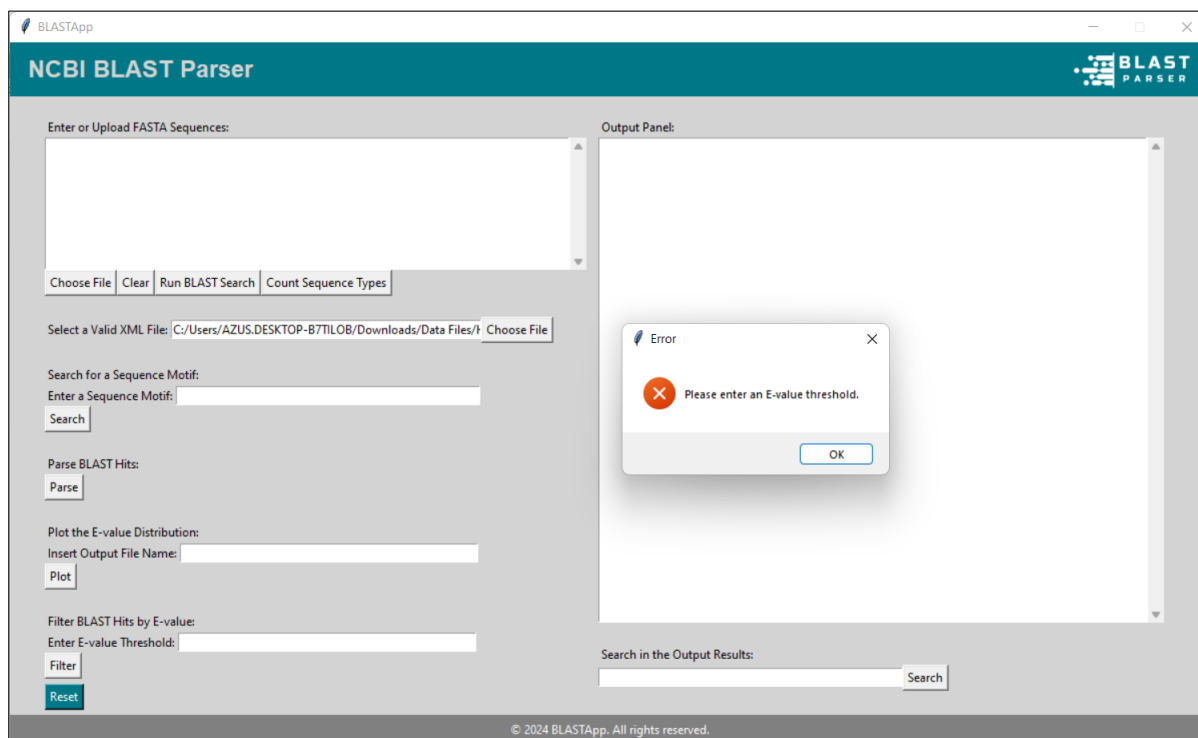 BLASTApp
NCBI BLAST Parser
BLAST
PARSER
Enter or Upload FASTA Sequences:
Choose File Clear Run BLAST Search Count Sequence Types
Select a Valid XML File: C:/Users/AZUS.DESKTOP-B7TILOB/Downloads/Data Files/H Choose File
Search for a Sequence Motif:
Enter a Sequence Motif:
Search
Parse BLAST Hits:
Parse
Plot the E-value Distribution:
Insert Output File Name:
Plot
Filter BLAST Hits by E-value:
Enter E-value Threshold:
Filter
Reset
Output Panel:
Error
Please enter an E-value threshold.
OK
Search in the Output Results:
Search
© 2024 BLASTApp. All rights reserved.